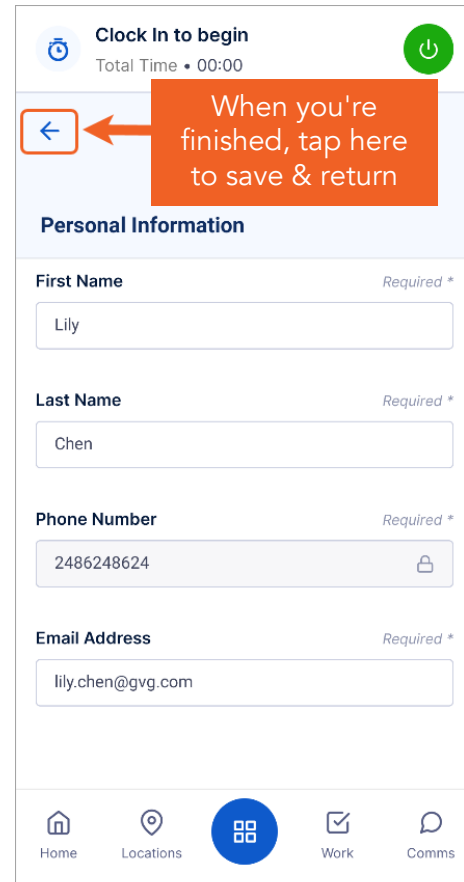 Clock In to begin
Total Time • 00:00
When you're
finished, tap here
to save & return
Personal Information
First Name
Required *
Lily
Last Name
Required *
Chen
Phone Number
Required *
2486248624
Email Address
Required *
lily.chen@gvg.com
Home
Locations
Work
Comms